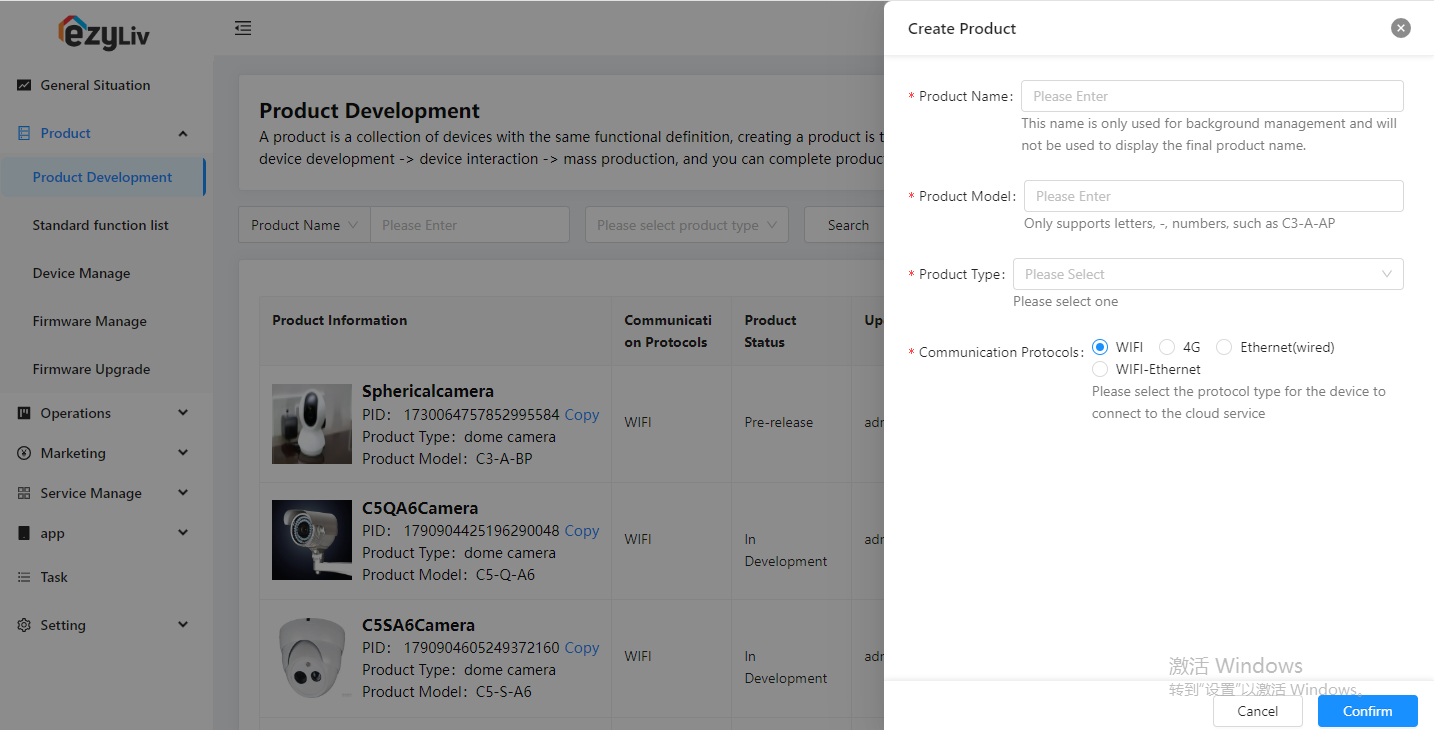 ezyLiv
General Situation
Product
Product Development
Standard function list
Device Manage
Firmware Manage
Firmware Upgrade
Operations
Marketing
Service Manage
app
Task
Setting
Product Development
A product is a collection of devices with the same functional definition, creating a product is
device development -> device interaction -> mass production, and you can complete
Product Name
Please Enter
Please select product type
Search
Product Information
Communicati
on Protocols
Product
Status
Sphericalcamera
PID: 1730064757852995584 Copy
Product Type: dome camera
Product Model: C3-A-BP
WIFI
Pre-release
C5QA6Camera
PID: 1790904425196290048 Copy
Product Type: dome camera
Product Model: C5-Q-A6
WIFI
In
Development
C5SA6Camera
PID: 1790904605249372160 Copy
Product Type: dome camera
Product Model: C5-S-A6
WIFI
In
Development
Create Product
* Product Name:
Please Enter
This name is only used for background management and will
not be used to display the final product name.
* Product Model:
Please Enter
Only supports letters, -, numbers, such as C3-A-AP
* Product Type:
Please Select
Please select one
* Communication Protocols:
WIFI 4G Ethernet(wired)
WIFI-Ethernet
Please select the protocol type for the device to
connect to the cloud service
激活 Windows
转到"设置"以激活 Windows。
Cancel
Confirm